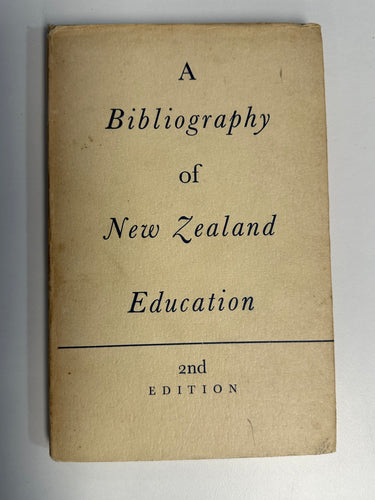 A
Bibliography
of
New Zealand
Education
2nd
EDITION